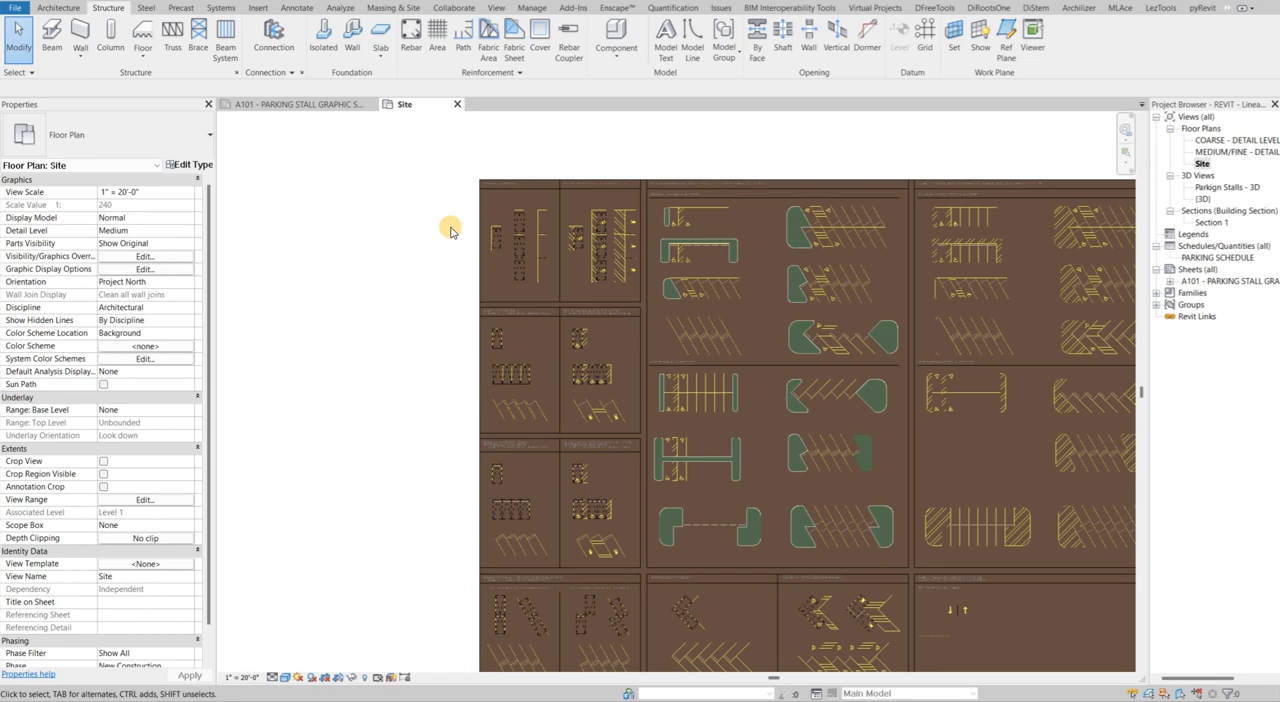 File Architecture Structure Steel Precast Systems Insert Annotate Analyze Massing & Site Collaborate View Manage Add-Ins Enscape™ Quantification Issues BIM Interoperability Tools Virtual Projects DFreeTools DiRootsOne DiStem Archilizer MLAce LezTools pyRevit
Modify Beam Wall Column Floor Truss Brace Beam System Connection Isolated Wall Slab Rebar Area Path Fabric Area Fabric Sheet Cover Rebar Coupler Component Model Text Model Line Model Group By Face Shaft Wall Vertical Dormer Level Grid Set Show Ref Plane Viewer
Select Structure Connection Foundation Reinforcement Model Opening Datum Work Plane
Properties
Floor Plan
Floor Plan: Site Edit Type
Graphics
View Scale 1" = 20'-0"
Scale Value 1: 240
Display Model Normal
Detail Level Medium
Parts Visibility Show Original
Visibility/Graphics Overr... Edit...
Graphic Display Options Edit...
Orientation Project North
Wall Join Display Clean all wall joins
Discipline Architectural
Show Hidden Lines By Discipline
Color Scheme Location Background
Color Scheme <none>
System Color Schemes Edit...
Default Analysis Display... None
Sun Path
Underlay
Range: Base Level None
Range: Top Level Unbounded
Underlay Orientation Look down
Extents
Crop View
Crop Region Visible
Annotation Crop
View Range Edit...
Associated Level Level 1
Scope Box None
Depth Clipping No clip
Identity Data
View Template <None>
View Name Site
Dependency Independent
Title on Sheet
Referencing Sheet
Referencing Detail
Phasing
Phase Filter Show All
Phase New Construction
Properties help Apply
A101 - PARKING STALL GRAPHIC S... Site
Project Browser - REVIT - Linea...
Views (all)
Floor Plans
COARSE - DETAIL LEVEL
MEDIUM/FINE - DETAIL
Site
3D Views
Parkign Stalls - 3D
{3D}
Sections (Building Section)
Section 1
Legends
Schedules/Quantities (all)
PARKING SCHEDULE
Sheets (all)
A101 - PARKING STALL GRA
Families
Groups
Revit Links
1" = 20'-0"
Click to select, TAB for alternates, CTRL adds, SHIFT unselects. :0 Main Model :0